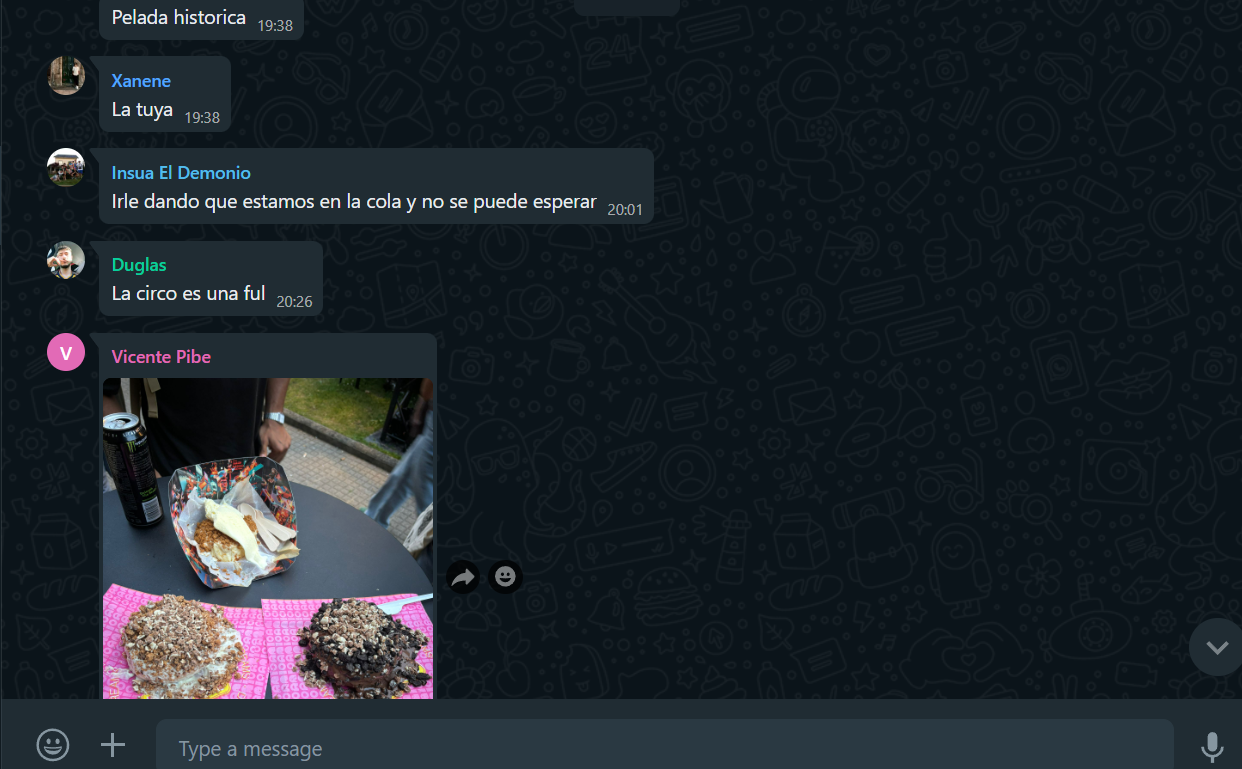 Pelada historica 19:38
Xanene
La tuya 19:38
Insua El Demonio
Irle dando que estamos en la cola y no se puede esperar 20:01
Duglas
La circo es una ful 20:26
V Vicente Pibe
Type a message